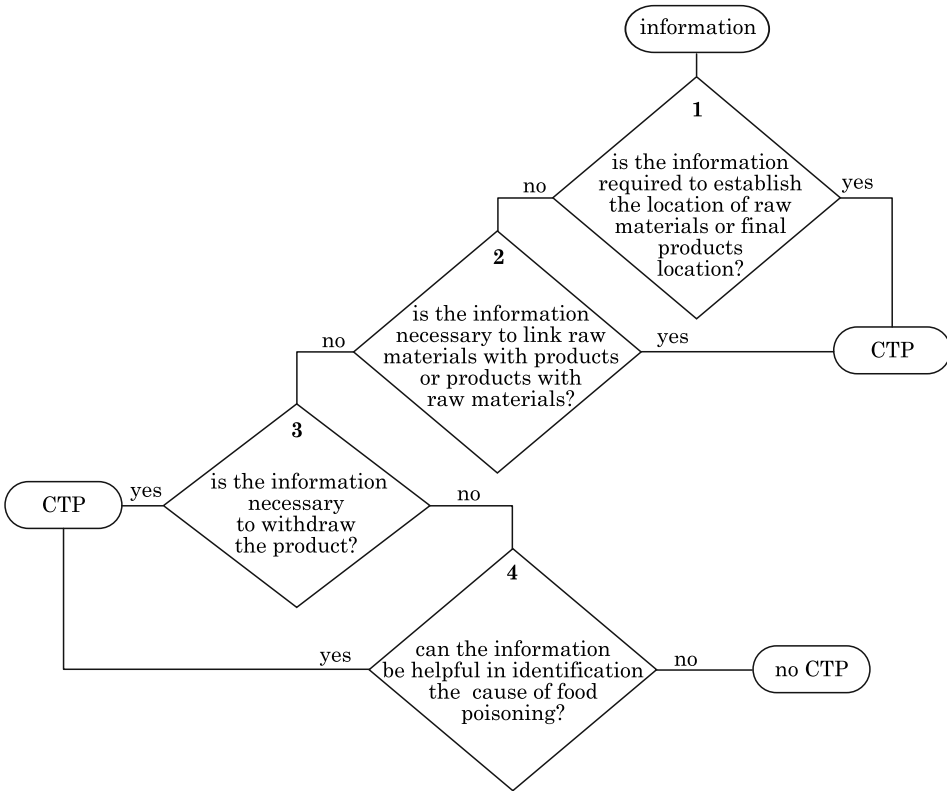 information
1
is the information
required to establish
the location of raw
materials or final
products
location?
no
yes
2
is the information
necessary to link raw
materials with products
or products with
raw materials?
no
yes
CTP
3
is the information
necessary
to withdraw
the product?
yes
no
CTP
4
can the information
be helpful in identification
the cause of food
poisoning?
yes
no
no CTP